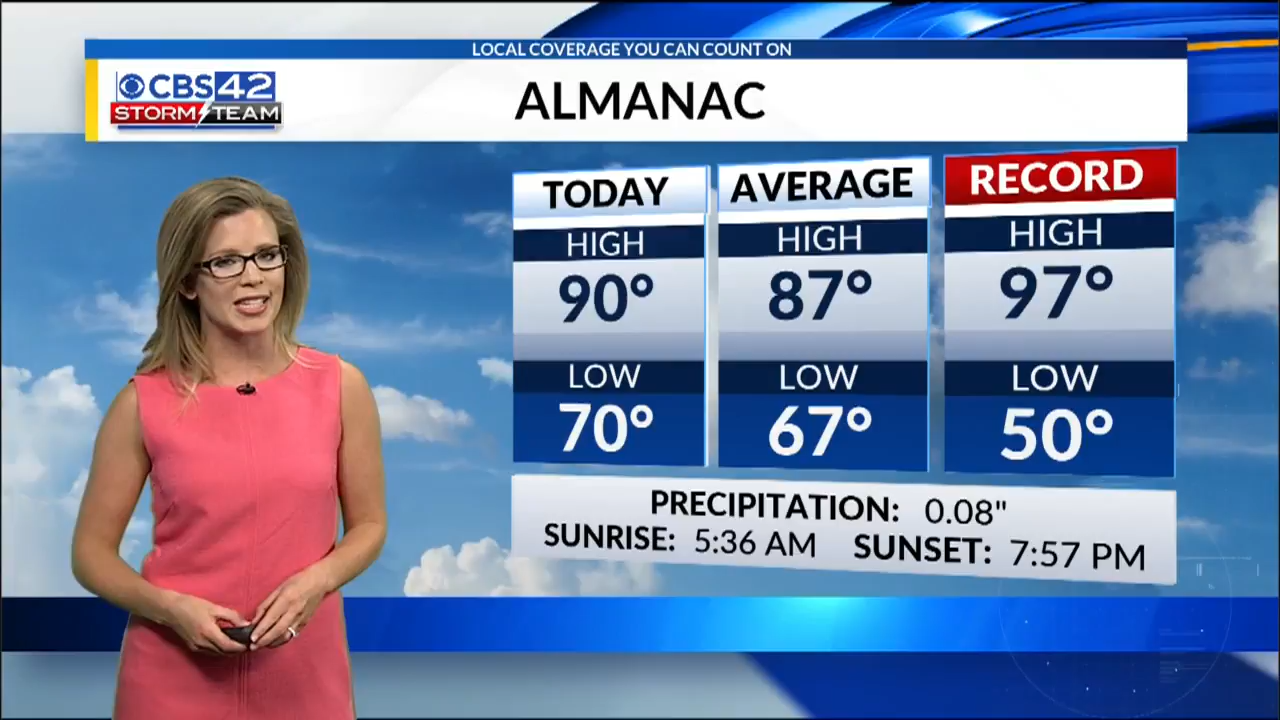 LOCAL COVERAGE YOU CAN COUNT ON
CBS 42
STORM TEAM
ALMANAC
TODAY
HIGH
90°
LOW
70°
AVERAGE
HIGH
87°
LOW
67°
RECORD
HIGH
97°
LOW
50°
PRECIPITATION: 0.08"
SUNRISE: 5:36 AM SUNSET: 7:57 PM